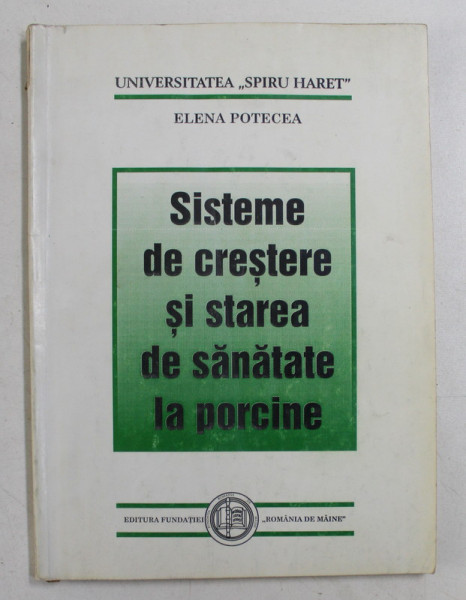 UNIVERSITATEA „SPIRU HARET”
ELENA POTECEA
Sisteme
de creștere
și starea
de sănătate
la porcine
EDITURA FUNDAȚIEI „ROMÂNIA DE MÂINE”